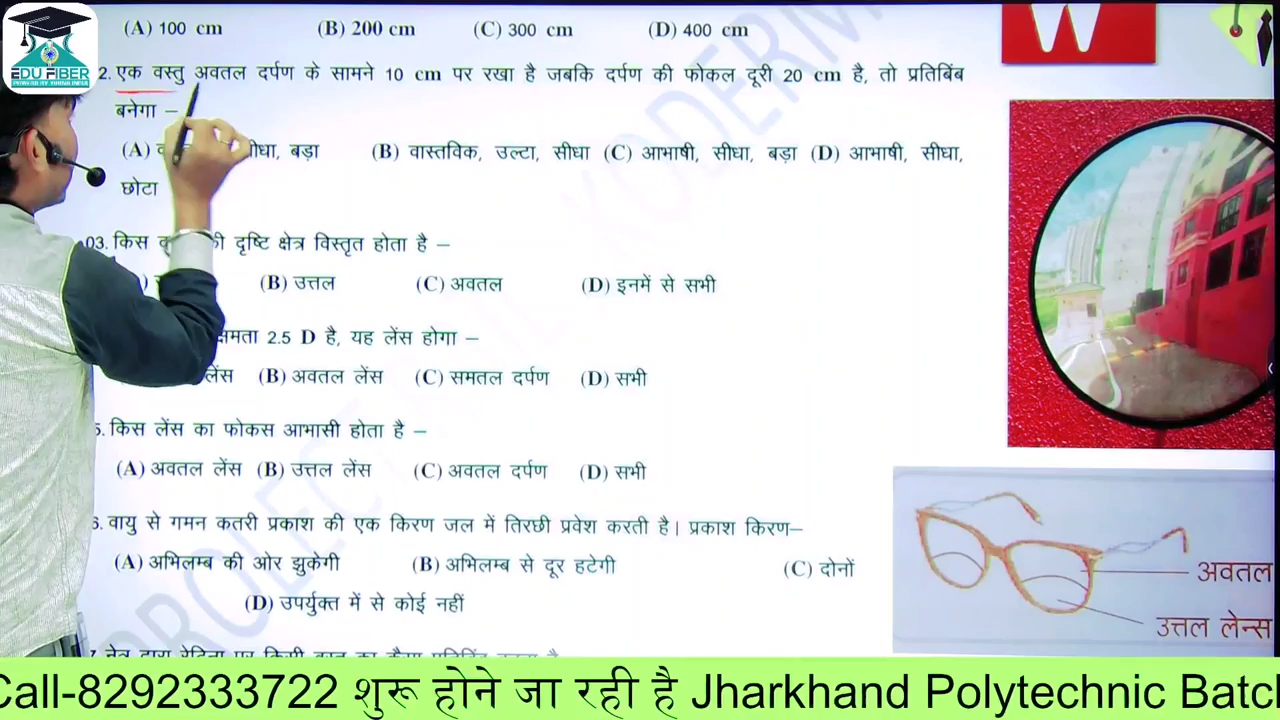 (A) 100 cm (B) 200 cm (C) 300 cm (D) 400 cm
W
EDU FIBER
2. एक वस्तु अवतल दर्पण के सामने 10 cm पर रखा है जबकि दर्पण की फोकल दूरी 20 cm है, तो प्रतिबिंब
बनेगा –
(A) सीधा, बड़ा (B) वास्तविक, उल्टा, सीधा (C) आभाषी, सीधा, बड़ा (D) आभाषी, सीधा,
छोटा
03. किस की दृष्टि क्षेत्र विस्तृत होता है –
(B) उत्तल (C) अवतल (D) इनमें से सभी
क्षमता 2.5 D है, यह लेंस होगा –
लेंस (B) अवतल लेंस (C) समतल दर्पण (D) सभी
5. किस लेंस का फोकस आभासी होता है –
(A) अवतल लेंस (B) उत्तल लेंस (C) अवतल दर्पण (D) सभी
6. वायु से गमन कतरी प्रकाश की एक किरण जल में तिरछी प्रवेश करती है। प्रकाश किरण–
(A) अभिलम्ब की ओर झुकेगी (B) अभिलम्ब से दूर हटेगी (C) दोनों
(D) उपर्युक्त में से कोई नहीं
अवतल
उत्तल लेन्स
Call-8292333722 शुरू होने जा रही है Jharkhand Polytechnic Batch